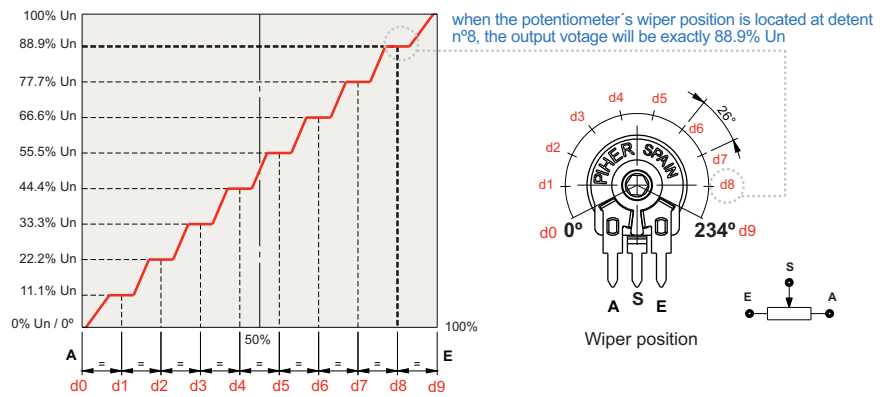 when the potentiometer´s wiper position is located at detent
nº8, the output votage will be exactly 88.9% Un
100% Un
88.9% Un
77.7% Un
66.6% Un
55.5% Un
44.4% Un
33.3% Un
22.2% Un
11.1% Un
0% Un / 0º
50%
100%
A
E
= = = = = = = = =
d0 d1 d2 d3 d4 d5 d6 d7 d8 d9
d4 d5
d3 d6
26°
d2 d7
d1 d8
PIHER SPAIN
d0 0º 234º d9
A S E
Wiper position
S
E A